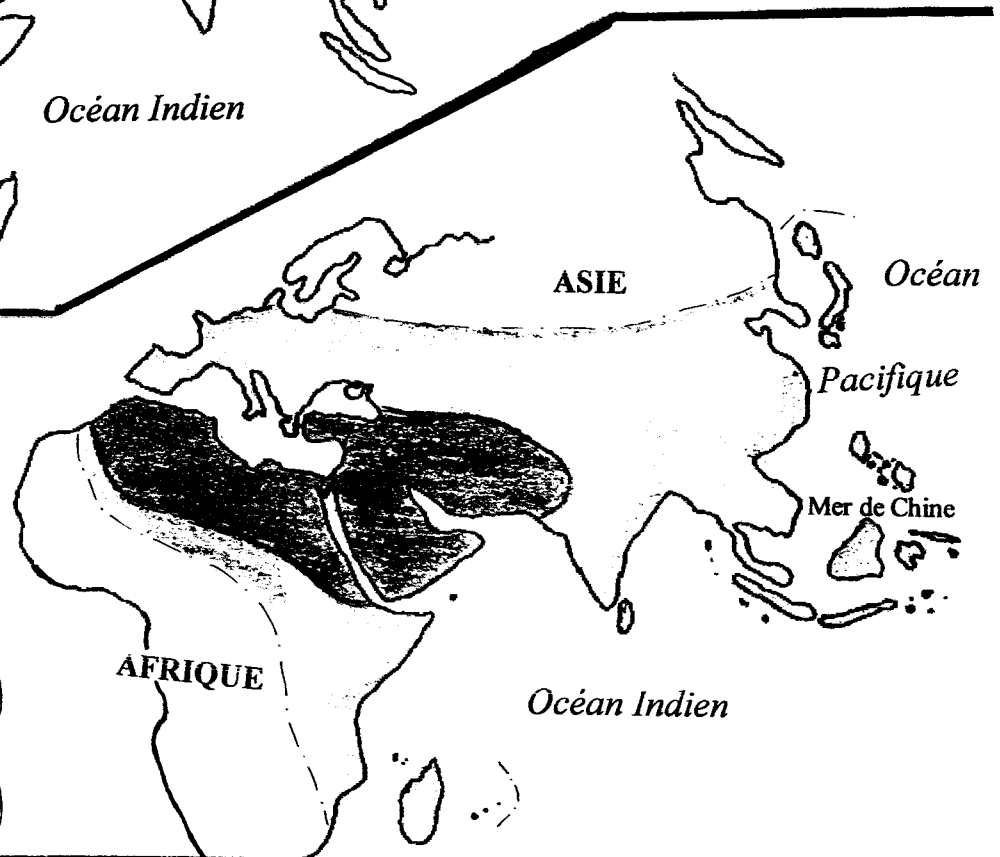 Océan Indien
ASIE
Océan
Pacifique
Mer de Chine
AFRIQUE
Océan Indien